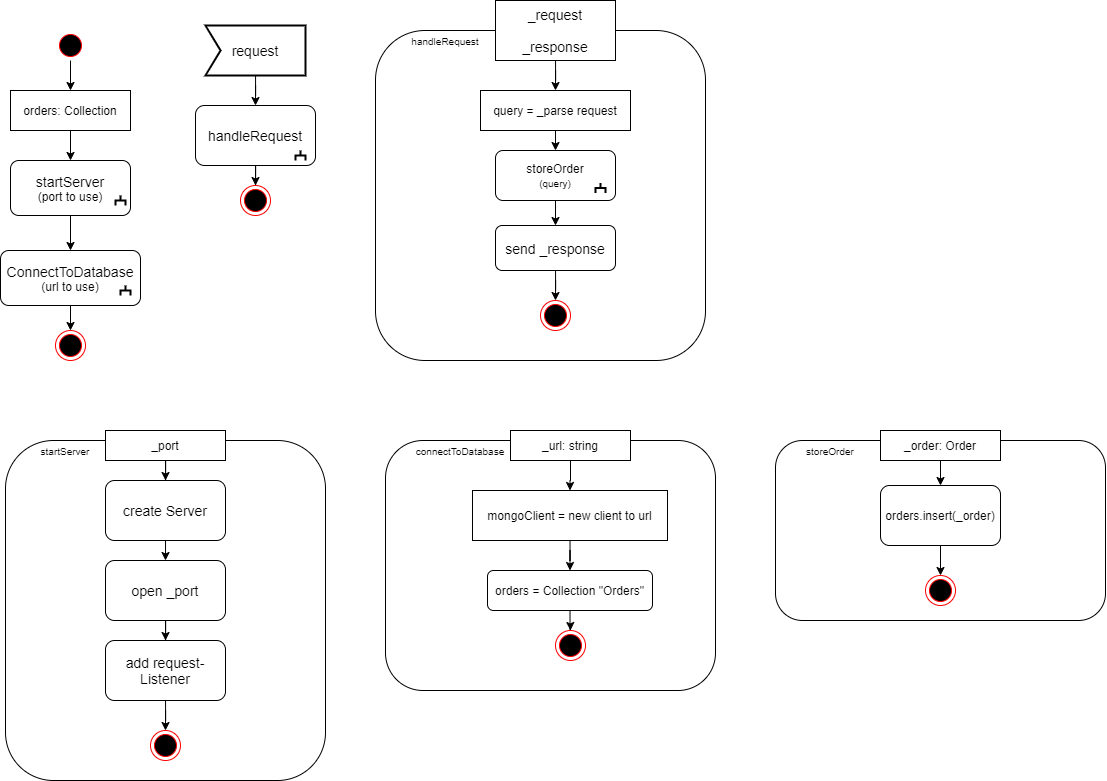 orders: Collection
startServer
(port to use)
ConnectToDatabase
(url to use)
request
handleRequest
handleRequest
_request
_response
query = _parse request
storeOrder
(query)
send _response
startServer
_port
create Server
open _port
add request-
Listener
connectToDatabase
_url: string
mongoClient = new client to url
orders = Collection "Orders"
storeOrder
_order: Order
orders.insert(_order)